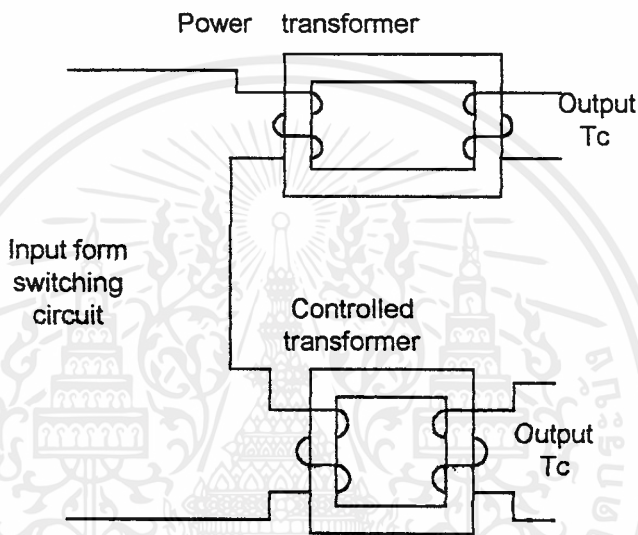 Power transformer
Output
Tc
Input form
switching
circuit
Controlled
transformer
Output
Tc